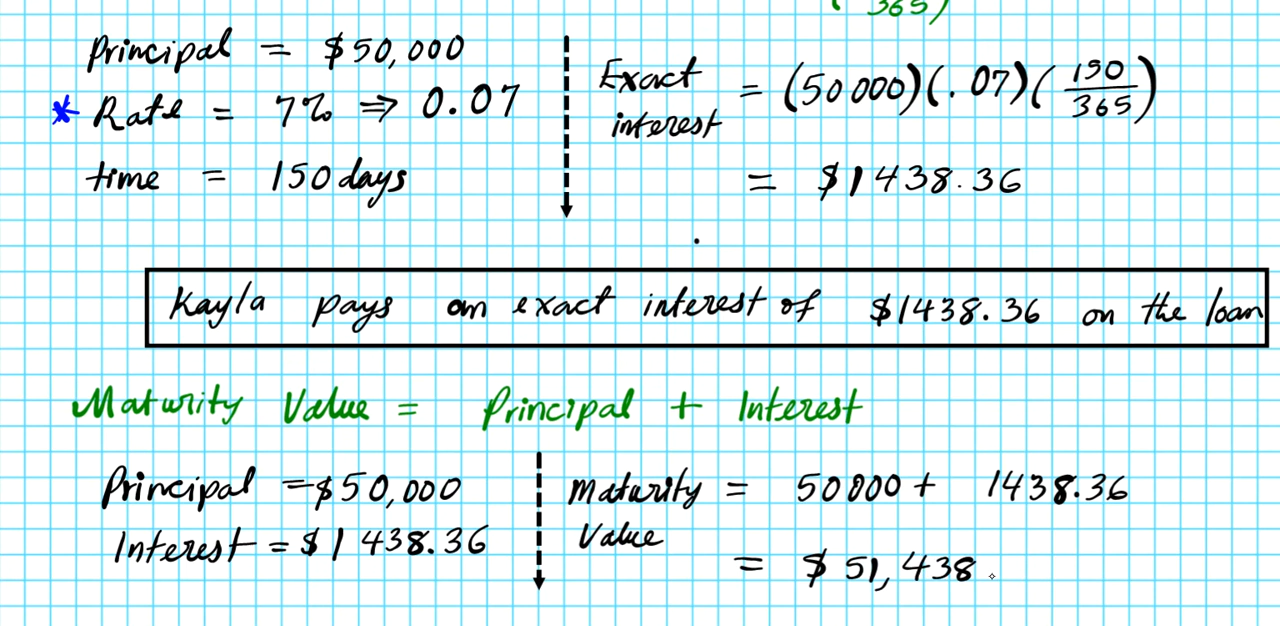 365)
Principal = $50,000
* Rate = 7% ⇒ 0.07
time = 150 days
Exact interest = (50000)(.07)(150/365)
= $1438.36
Kayla pays an exact interest of $1438.36 on the loan
Maturity Value = Principal + Interest
Principal = $50,000
Interest = $1438.36
Maturity Value = 50000 + 1438.36
= $51,438.